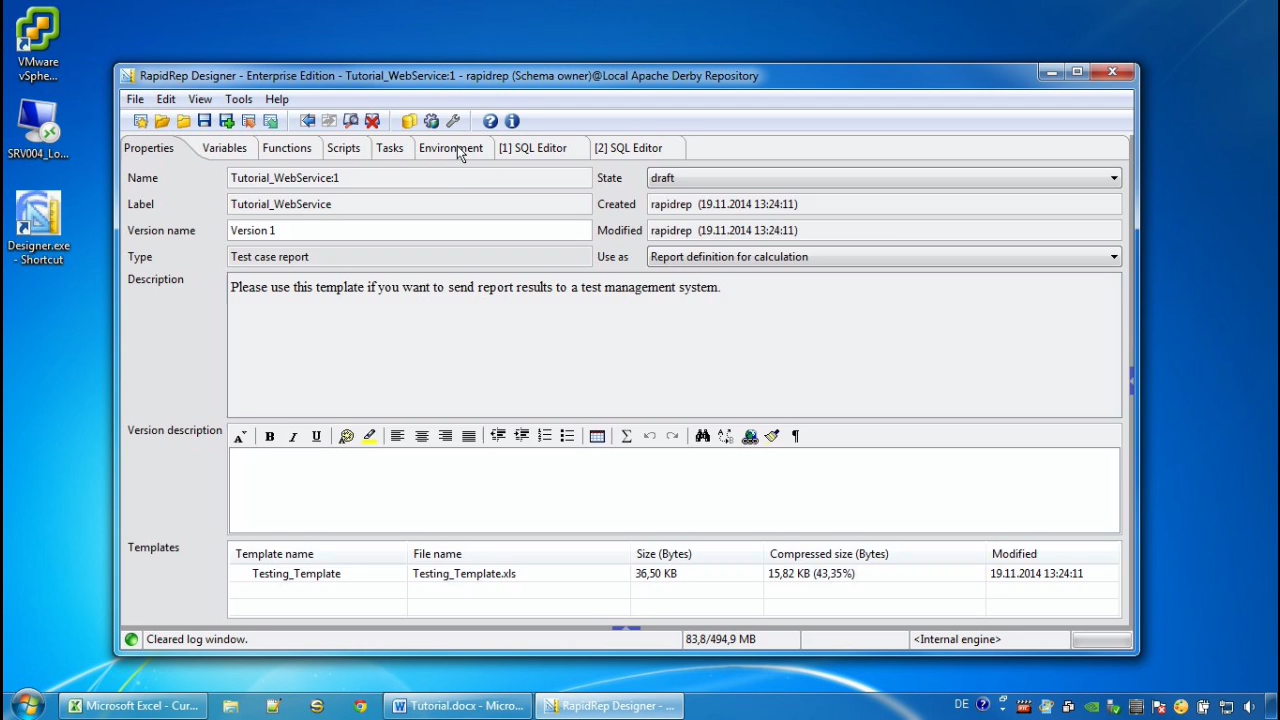 VMware
vSphe...
SRV004_Lo...
Designer.exe
- Shortcut
RapidRep Designer - Enterprise Edition - Tutorial_WebService:1 - rapidrep (Schema owner)@Local Apache Derby Repository
File Edit View Tools Help
Properties Variables Functions Scripts Tasks Environment [1] SQL Editor [2] SQL Editor
Name Tutorial_WebService:1 State draft
Label Tutorial_WebService Created rapidrep (19.11.2014 13:24:11)
Version name Version 1 Modified rapidrep (19.11.2014 13:24:11)
Type Test case report Use as Report definition for calculation
Description Please use this template if you want to send report results to a test management system.
Version description A B I U Σ ¶
Templates Template name File name Size (Bytes) Compressed size (Bytes) Modified
Testing_Template Testing_Template.xls 36,50 KB 15,82 KB (43,35%) 19.11.2014 13:24:11
Cleared log window. 83,8/494,9 MB <Internal engine>
Microsoft Excel - Cur... Tutorial.docx - Micro... RapidRep Designer - ... DE